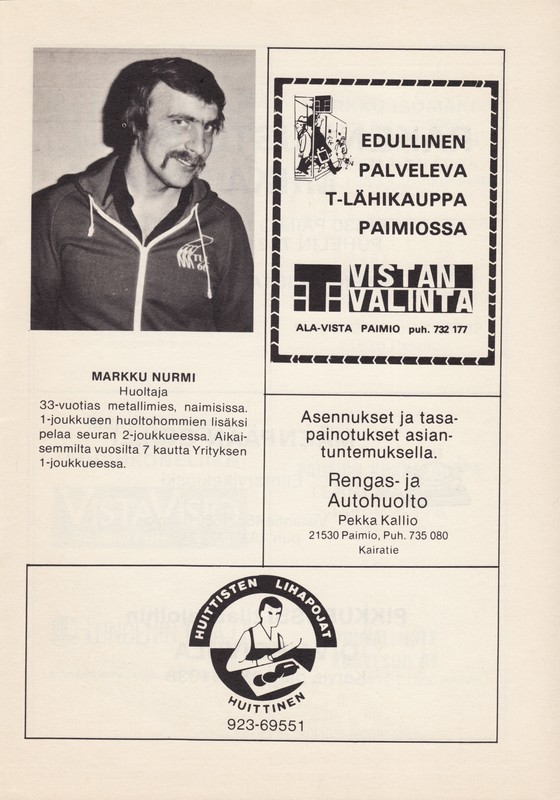 TU
66
MARKKU NURMI
Huoltaja
33-vuotias metallimies, naimisissa.
1-joukkueen huoltohommien lisäksi
pelaa seuran 2-joukkueessa. Aikai-
semmilta vuosilta 7 kautta Yrityksen
1-joukkueessa.
EDULLINEN
PALVELEVA
T-LÄHIKAUPPA
PAIMIOSSA
T VISTAN
VALINTA
ALA-VISTA PAIMIO puh. 732 177
Asennukset ja tasa-
painotukset asian-
tuntemuksella.
Rengas- ja
Autohuolto
Pekka Kallio
21530 Paimio, Puh. 735 080
Kairatie
HUITTISTEN LIHAPOJAT
HUITTINEN
923-69551